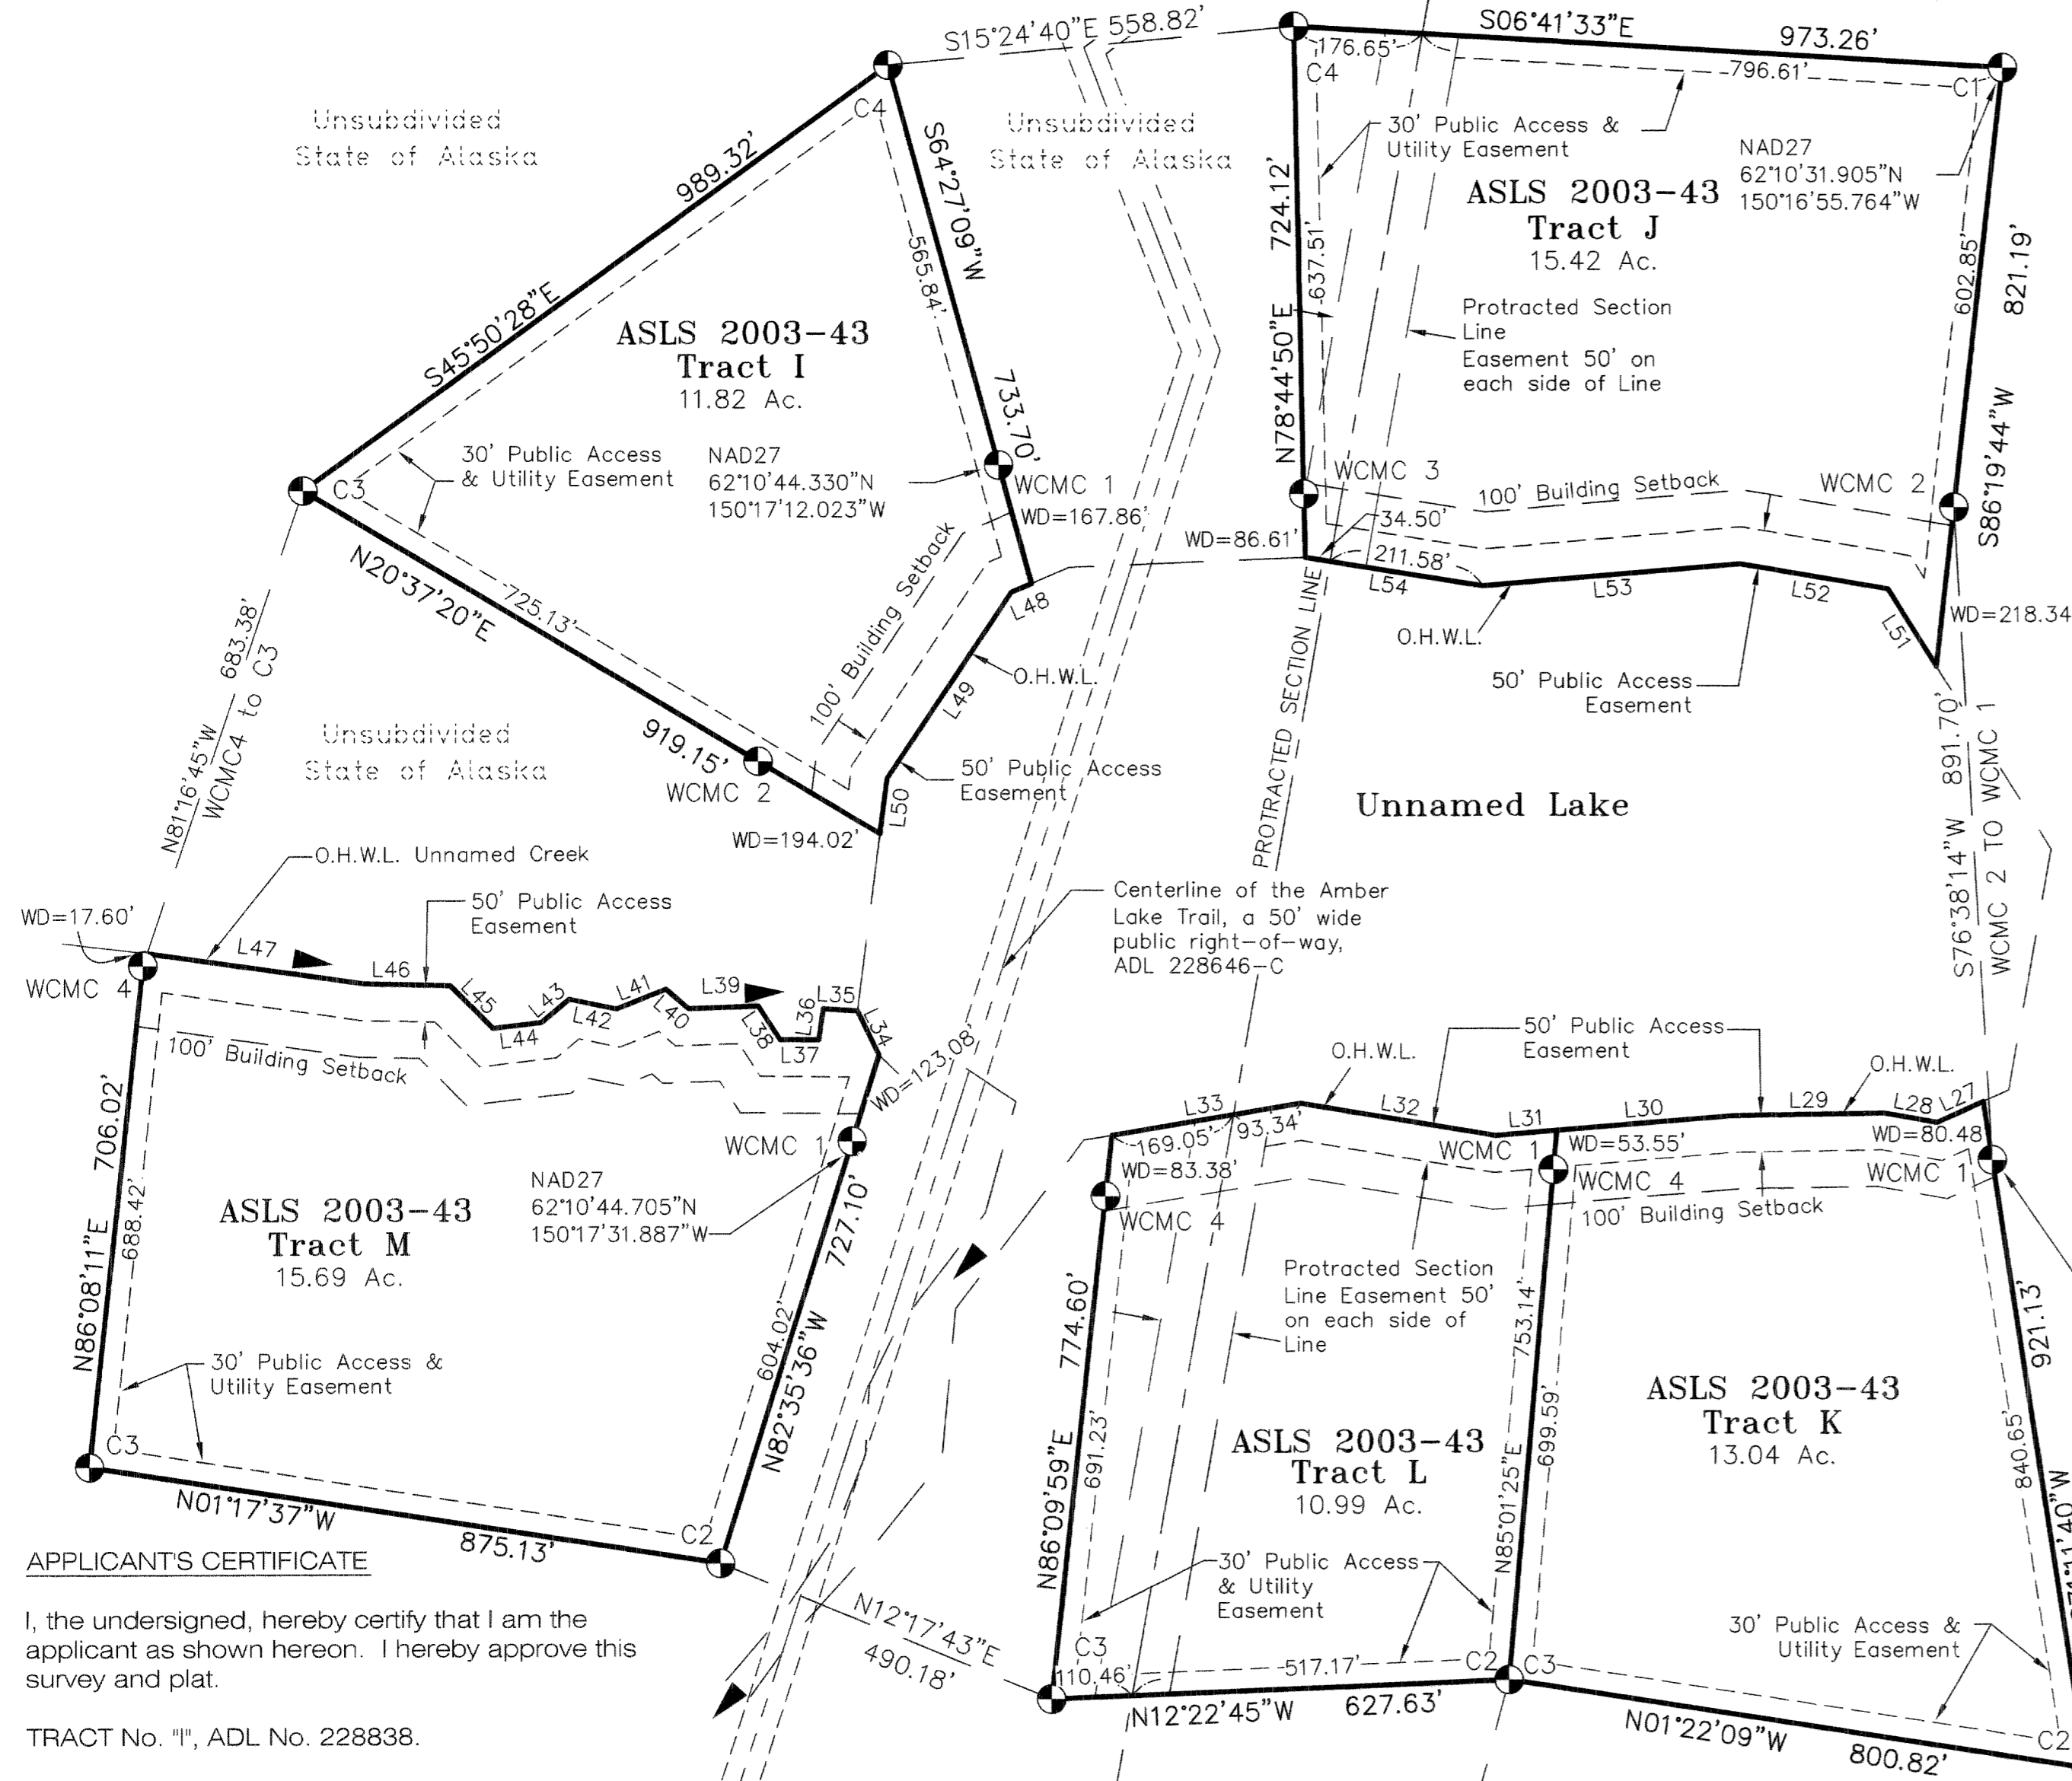 S15°24'40"E 558.82'
S06°41'33"E 973.26'
176.65'
796.61'
C4
C1
Unsubdivided
State of Alaska
C4
989.32'
S45°50'28"E
S64°27'09"W
565.84'
733.70'
ASLS 2003-43
Tract I
11.82 Ac.
30' Public Access
& Utility Easement
NAD27
62°10'44.330"N
150°17'12.023"W
WCMC 1
WD=167.86'
C3
N20°37'20"E
725.13'
919.15'
WCMC 2
WD=194.02'
100' Building Setback
L48
L49
L50
O.H.W.L.
50' Public Access
Easement
Unsubdivided
State of Alaska
30' Public Access &
Utility Easement
NAD27
62°10'31.905"N
150°16'55.764"W
ASLS 2003-43
Tract J
15.42 Ac.
724.12'
637.51'
N78°44'50"E
602.85'
821.19'
S86°19'44"W
Protracted Section
Line
Easement 50' on
each side of Line
WCMC 3
100' Building Setback
WCMC 2
34.50'
WD=86.61'
211.58'
L54
L53
L52
L51
WD=218.34'
O.H.W.L.
50' Public Access
Easement
PROTRACTED SECTION LINE
Unnamed Lake
S76°38'14"W 891.70'
WCMC 2 TO WCMC 1
N81°16'45"W 683.38'
WCMC4 to C3
Unsubdivided
State of Alaska
O.H.W.L. Unnamed Creek
50' Public Access
Easement
WD=17.60'
WCMC 4
L47
L46
L45
L44
L43
L42
L41
L40
L39
L38
L37
L36
L35
L34
100' Building Setback
WD=123.08'
WCMC 1
NAD27
62°10'44.705"N
150°17'31.887"W
706.02'
688.42'
N86°08'11"E
ASLS 2003-43
Tract M
15.69 Ac.
727.10'
604.02'
N82°35'36"W
30' Public Access &
Utility Easement
C3
C2
N01°17'37"W
875.13'
Centerline of the Amber
Lake Trail, a 50' wide
public right-of-way,
ADL 228646-C
N12°17'43"E
490.18'
50' Public Access
Easement
O.H.W.L.
O.H.W.L.
L33
L32
L31
L30
L29
L28
L27
169.05'
93.34'
WCMC 1
WD=53.55'
WD=80.48
WD=83.38'
WCMC 4
WCMC 4
WCMC 1
100' Building Setback
Protracted Section
Line Easement 50'
on each side of
Line
774.60'
691.23'
N86°09'59"E
753.14'
699.59'
N85°01'25"E
ASLS 2003-43
Tract L
10.99 Ac.
ASLS 2003-43
Tract K
13.04 Ac.
921.13'
840.65'
30' Public Access
& Utility
Easement
30' Public Access &
Utility Easement
C3
110.46'
517.17'
C2
C3
C2
N12°22'45"W 627.63'
N01°22'09"W 800.82'
APPLICANT'S CERTIFICATE
I, the undersigned, hereby certify that I am the
applicant as shown hereon. I hereby approve this
survey and plat.
TRACT No. "I", ADL No. 228838.